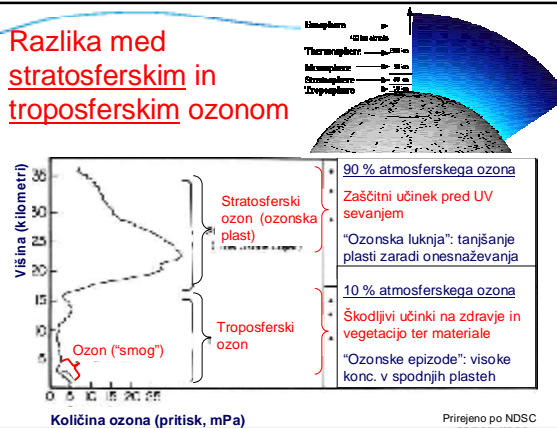 Razlika med
stratosferskim in
troposferskim ozonom
Thermosphere
Mesosphere
Stratosphere
Troposphere
Višina (kilometri)
35
30
25
20
15
10
5
Stratosferski
ozon (ozonska
plast)
Troposferski
ozon
Ozon ("smog")
0 5 10 15 20 25
Količina ozona (pritisk, mPa)
90 % atmosferskega ozona
Zaščitni učinek pred UV
sevanjem
"Ozonska luknja": tanjšanje
plasti zaradi onesnaževanja
10 % atmosferskega ozona
Škodljivi učinki na zdravje in
vegetacijo ter materiale
"Ozonske epizode": visoke
konc. v spodnjih plasteh
Prirejeno po NDSC